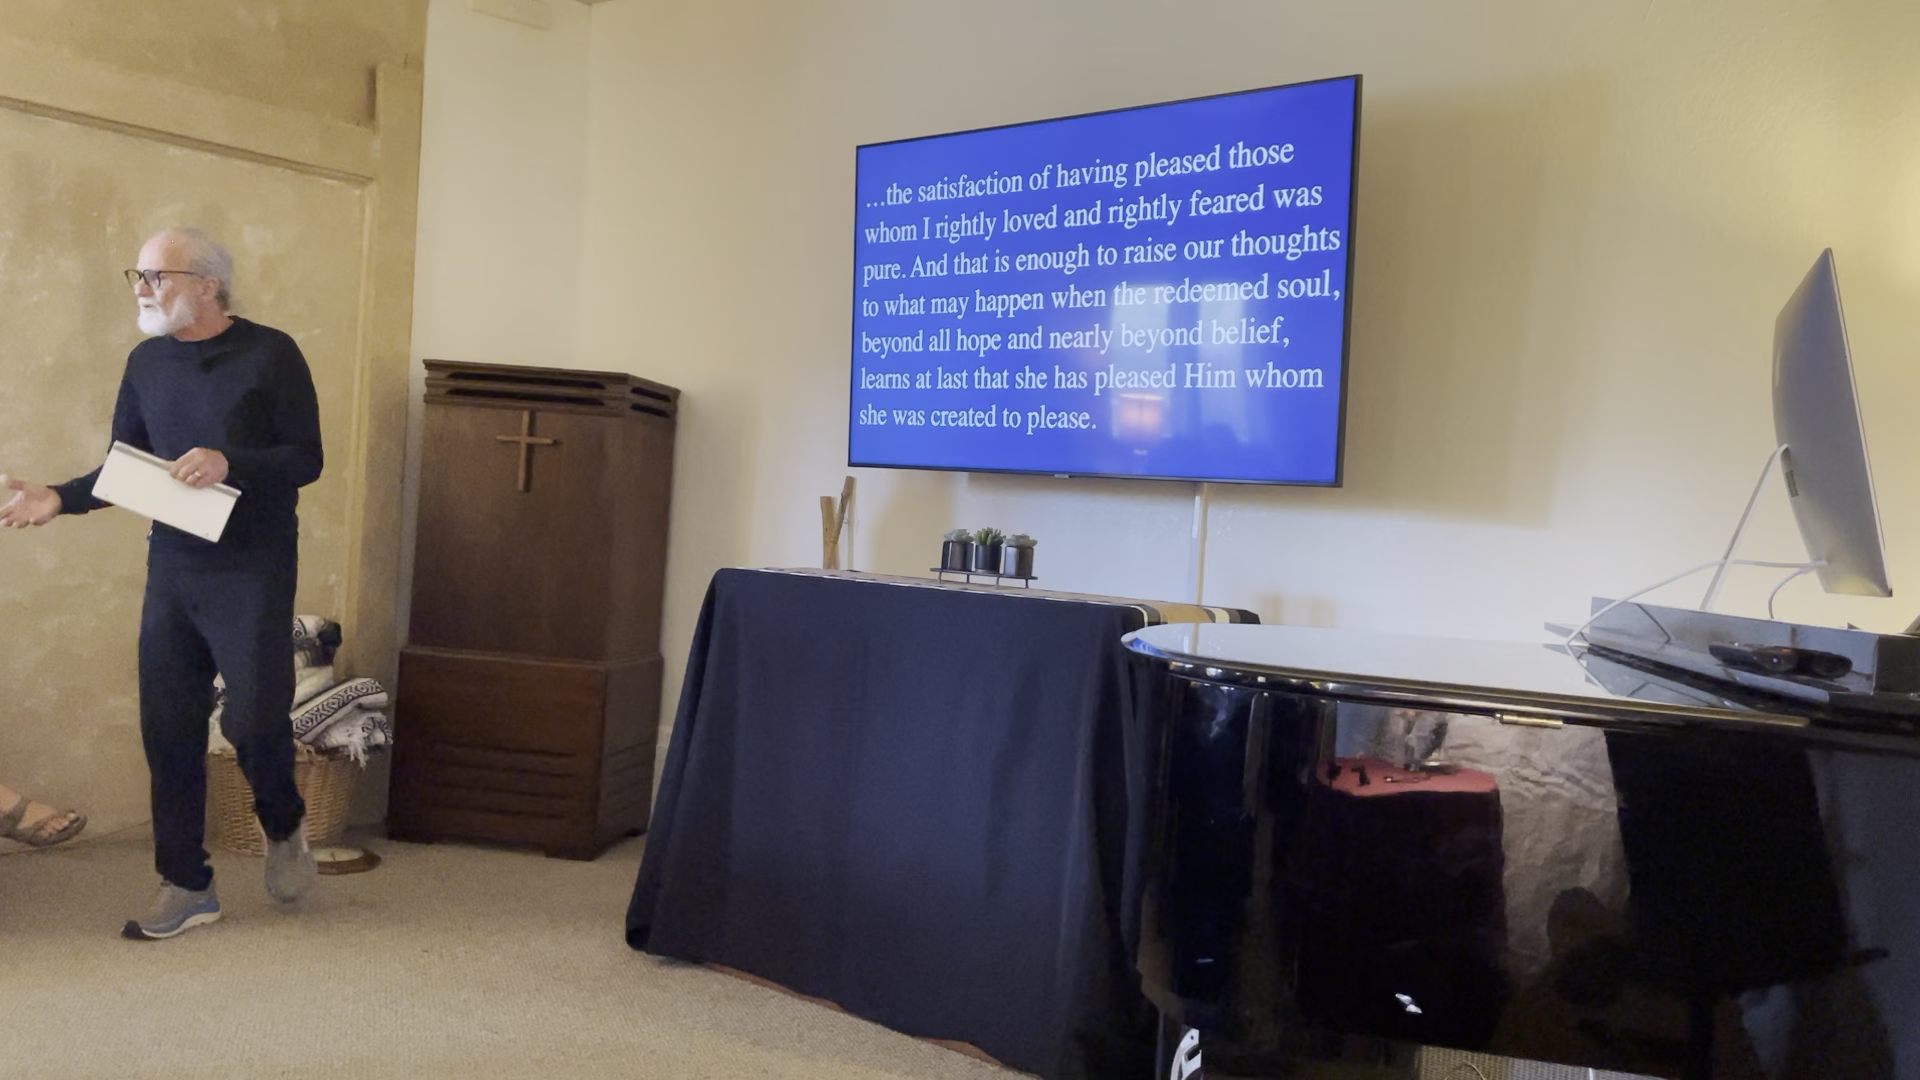 ...the satisfaction of having pleased those
whom I rightly loved and rightly feared was
pure. And that is enough to raise our thoughts
to what may happen when the redeemed soul,
beyond all hope and nearly beyond belief,
learns at last that she has pleased Him whom
she was created to please.